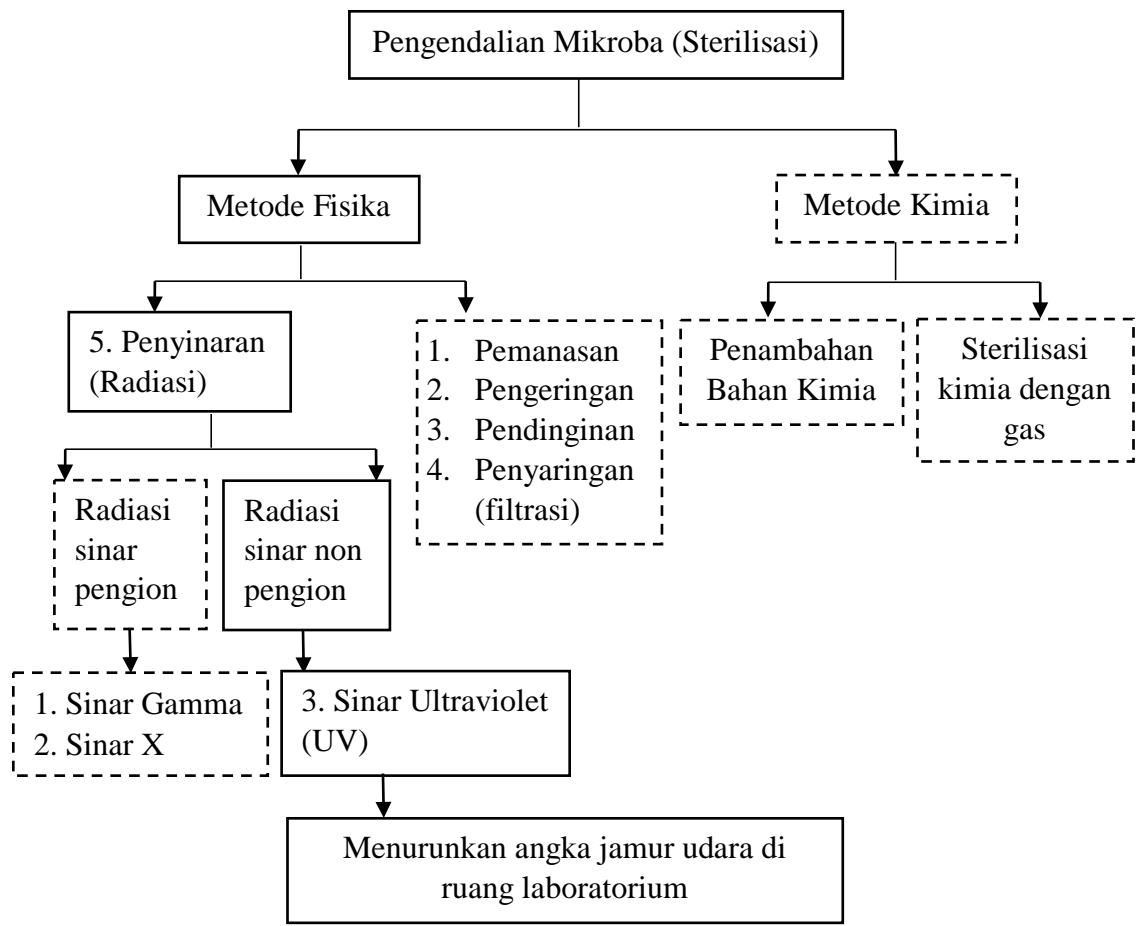 Pengendalian Mikroba (Sterilisasi)
Metode Fisika
Metode Kimia
5. Penyinaran
(Radiasi)
1. Pemanasan
2. Pengeringan
3. Pendinginan
4. Penyaringan
(filtrasi)
Penambahan
Bahan Kimia
Sterilisasi
kimia dengan
gas
Radiasi
sinar
pengion
Radiasi
sinar non
pengion
1. Sinar Gamma
2. Sinar X
3. Sinar Ultraviolet
(UV)
Menurunkan angka jamur udara di
ruang laboratorium